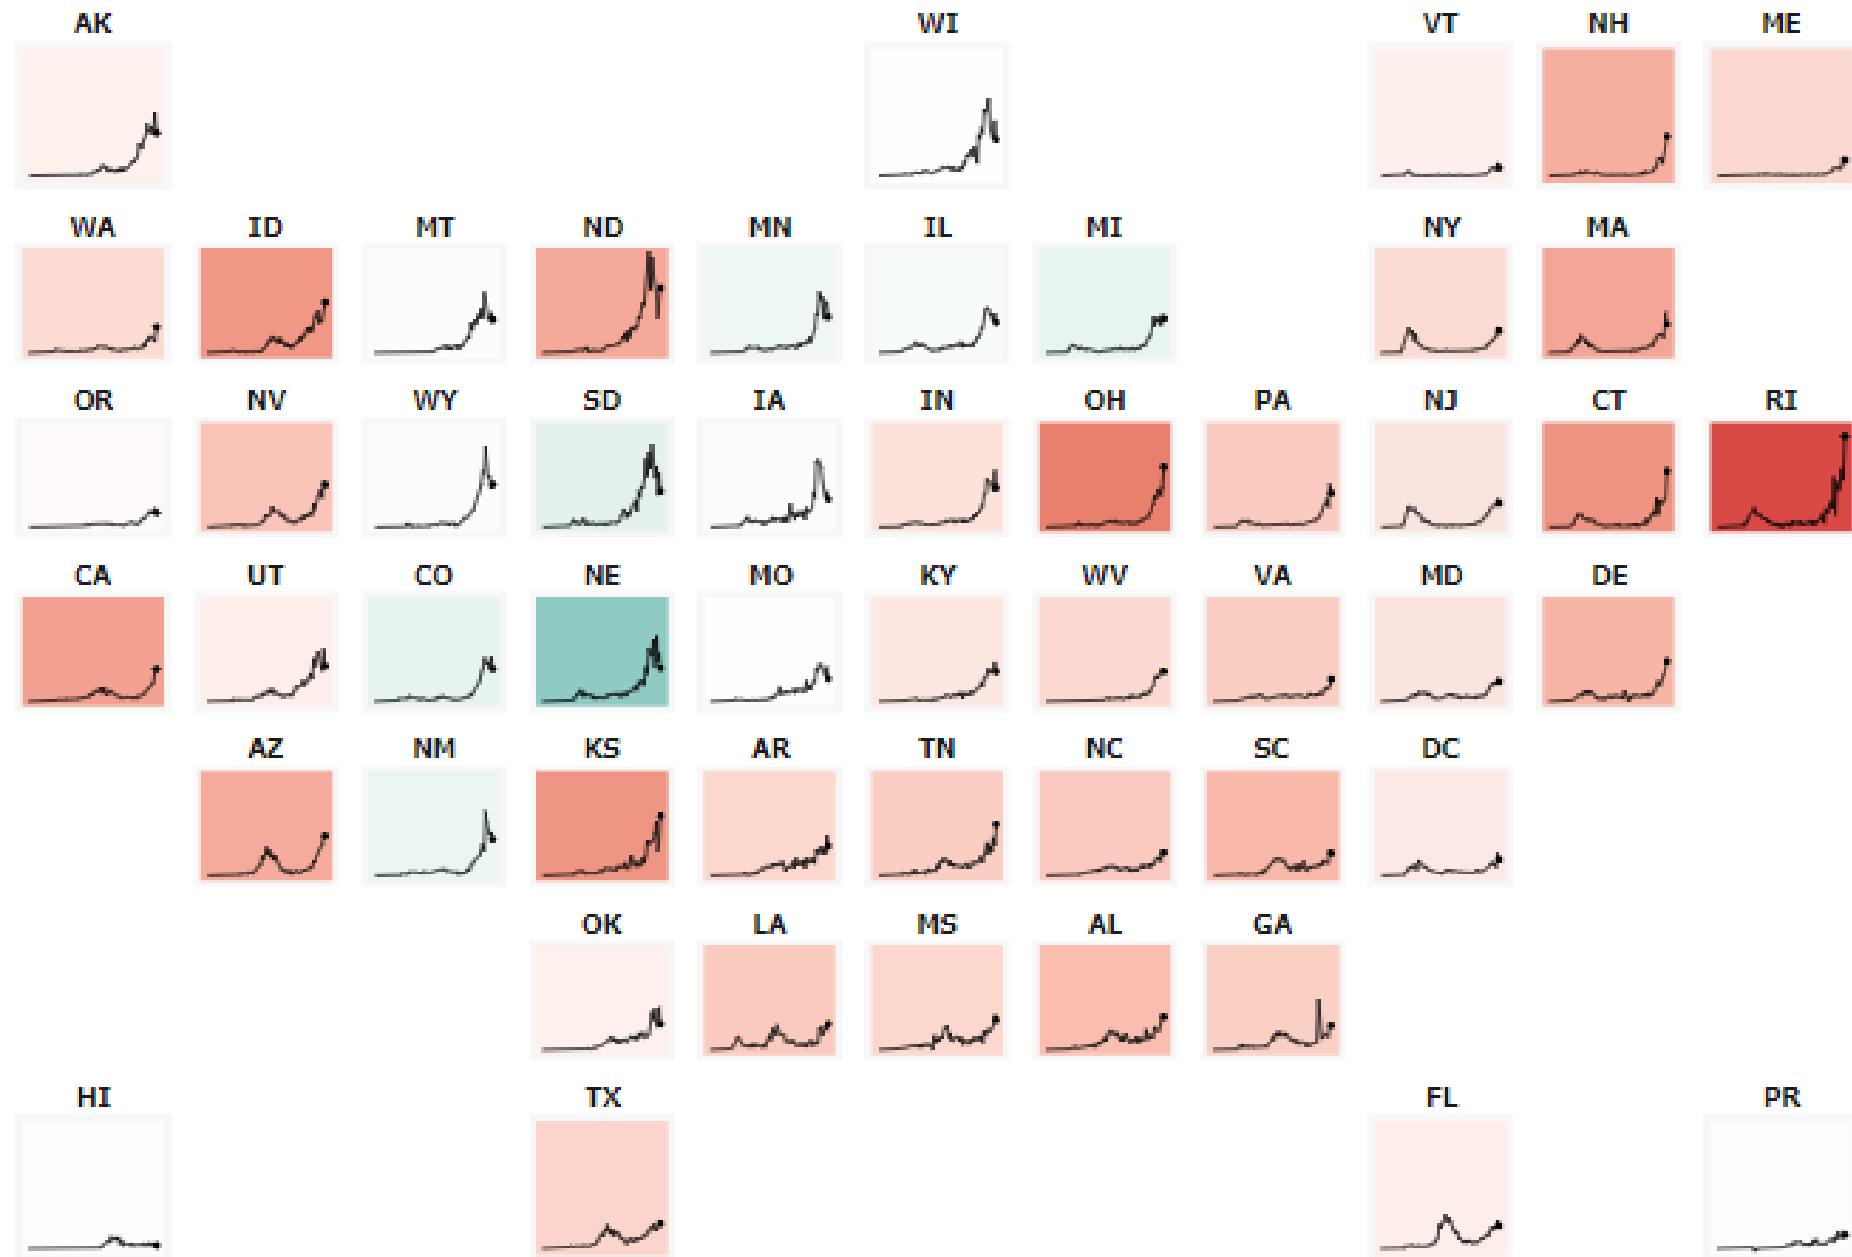 AK WI VT NH ME
WA ID MT ND MN IL MI NY MA
OR NV WY SD IA IN OH PA NJ CT RI
CA UT CO NE MO KY WV VA MD DE
AZ NM KS AR TN NC SC DC
OK LA MS AL GA
HI TX FL PR